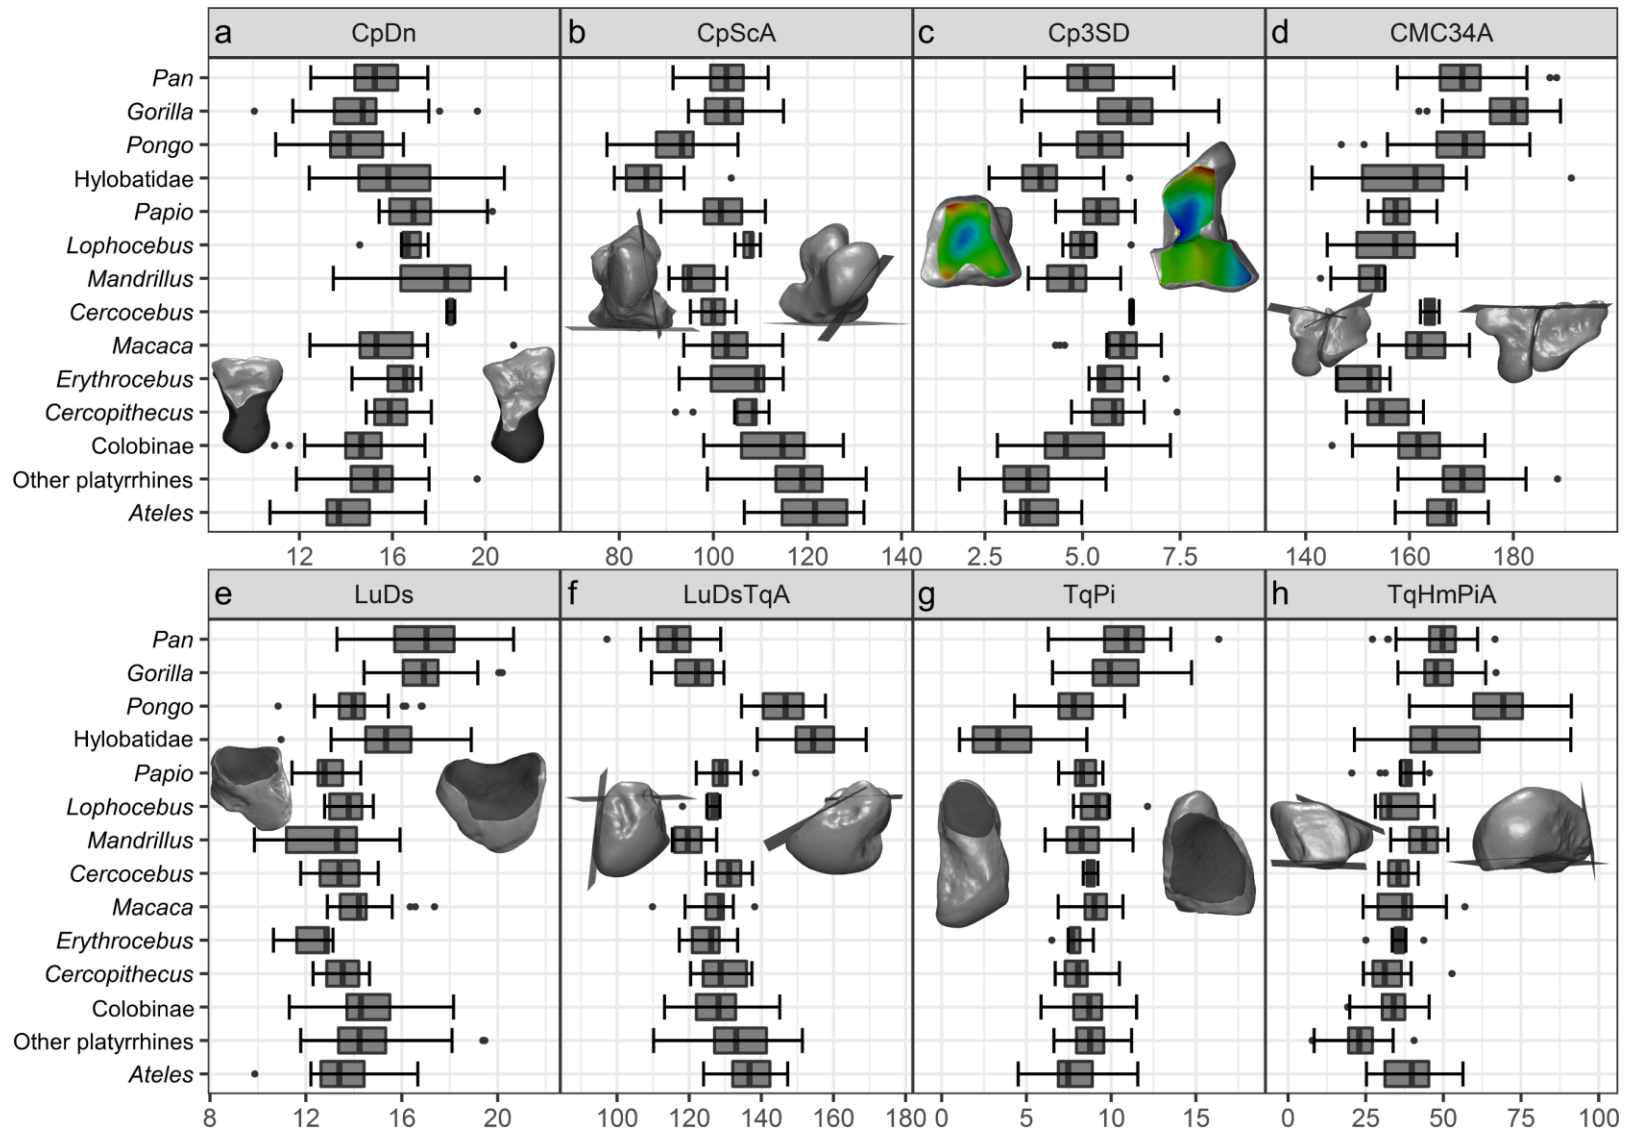 a CpDn b CpScA c Cp3SD d CMC34A
Pan
Gorilla
Pongo
Hylobatidae
Papio
Lophocebus
Mandrillus
Cercocebus
Macaca
Erythrocebus
Cercopithecus
Colobinae
Other platyrrhines
Ateles
12 16 20 80 100 120 140 2.5 5.0 7.5 140 160 180
e LuDs f LuDsTqA g TqPi h TqHmPiA
Pan
Gorilla
Pongo
Hylobatidae
Papio
Lophocebus
Mandrillus
Cercocebus
Macaca
Erythrocebus
Cercopithecus
Colobinae
Other platyrrhines
Ateles
8 12 16 20 100 120 140 160 180 0 5 10 15 0 25 50 75 100